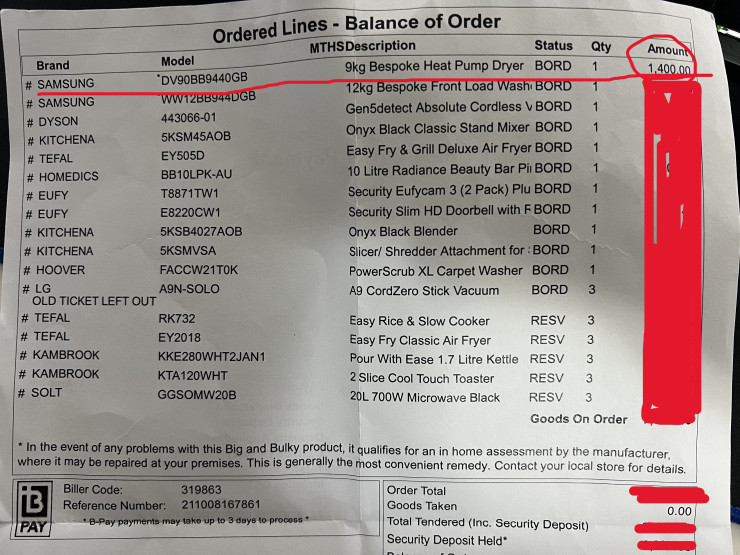 Ordered Lines - Balance of Order
Brand Model MTHS Description Status Qty Amount
# SAMSUNG *DV90BB9440GB 9kg Bespoke Heat Pump Dryer BORD 1 1,400.00
# SAMSUNG WW12BB944DGB 12kg Bespoke Front Load Washi BORD 1
# DYSON 443066-01 Gen5detect Absolute Cordless V BORD 1
# KITCHENA 5KSM45AOB Onyx Black Classic Stand Mixer BORD 1
# TEFAL EY505D Easy Fry & Grill Deluxe Air Fryer BORD 1
# HOMEDICS BB10LPK-AU 10 Litre Radiance Beauty Bar Pin BORD 1
# EUFY T8871TW1 Security Eufycam 3 (2 Pack) Plu BORD 1
# EUFY E8220CW1 Security Slim HD Doorbell with F BORD 1
# KITCHENA 5KSB4027AOB Onyx Black Blender BORD 1
# KITCHENA 5KSMVSA Slicer/ Shredder Attachment for BORD 1
# HOOVER FACCW21T0K PowerScrub XL Carpet Washer BORD 1
# LG A9N-SOLO A9 CordZero Stick Vacuum BORD 3
OLD TICKET LEFT OUT
# TEFAL RK732 Easy Rice & Slow Cooker RESV 3
# TEFAL EY2018 Easy Fry Classic Air Fryer RESV 3
# KAMBROOK KKE280WHT2JAN1 Pour With Ease 1.7 Litre Kettle RESV 3
# KAMBROOK KTA120WHT 2 Slice Cool Touch Toaster RESV 3
# SOLT GGSOMW20B 20L 700W Microwave Black RESV 3
Goods On Order
* In the event of any problems with this Big and Bulky product, it qualifies for an in home assessment by the manufacturer,
where it may be repaired at your premises. This is generally the most convenient remedy. Contact your local store for details.
B
PAY
Biller Code: 319863
Reference Number: 211008167861
* B-Pay payments may take up to 3 days to process *
Order Total
Goods Taken 0.00
Total Tendered (Inc. Security Deposit)
Security Deposit Held*